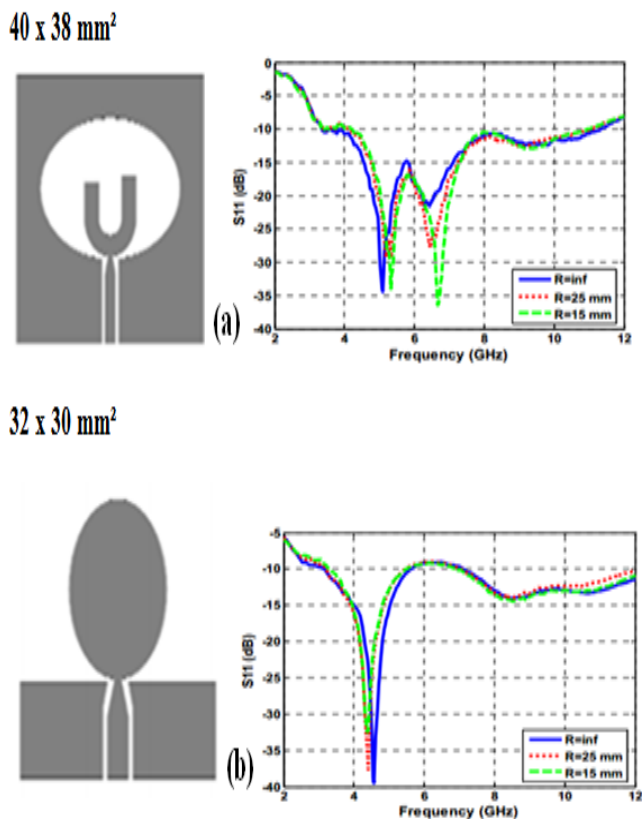 40 x 38 mm²
0
-5
-10
-15
-20
-25
-30
-35
-40
S11 (dB)
2 4 6 8 10 12
Frequency (GHz)
R=inf
R=25 mm
R=15 mm
(a)
32 x 30 mm²
-5
-10
-15
-20
-25
-30
-35
-40
S11 (dB)
2 4 6 8 10 12
Frequency (GHz)
R=inf
R=25 mm
R=15 mm
(b)